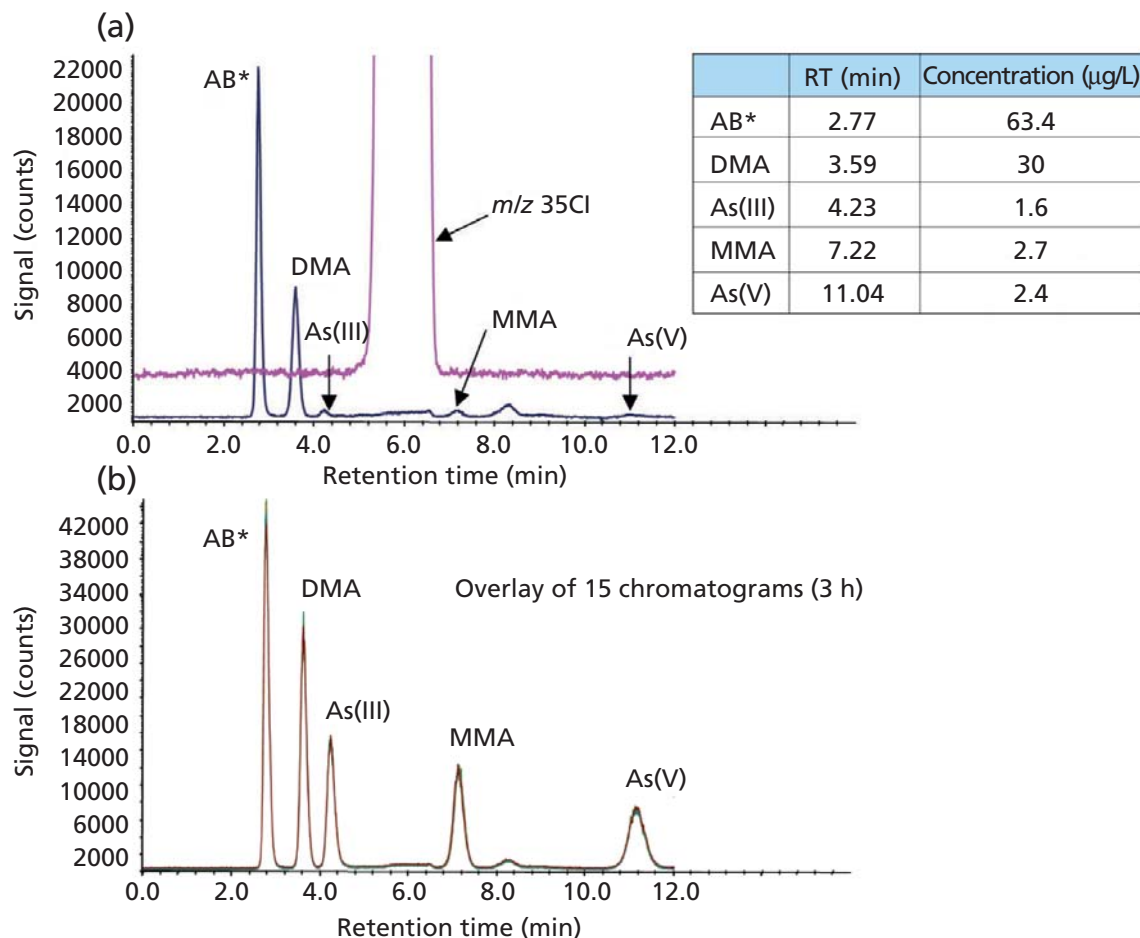 (a)
22000
20000
18000
16000
14000
12000
10000
8000
6000
4000
2000
Signal (counts)
AB*
DMA
As(III)
m/z 35Cl
MMA
As(V)
0.0 2.0 4.0 6.0 8.0 10.0 12.0
Retention time (min)
RT (min) Concentration (µg/L)
AB* 2.77 63.4
DMA 3.59 30
As(III) 4.23 1.6
MMA 7.22 2.7
As(V) 11.04 2.4
(b)
42000
38000
34000
30000
26000
22000
18000
14000
10000
6000
2000
Signal (counts)
AB*
DMA
Overlay of 15 chromatograms (3 h)
As(III)
MMA
As(V)
0.0 2.0 4.0 6.0 8.0 10.0 12.0
Retention time (min)